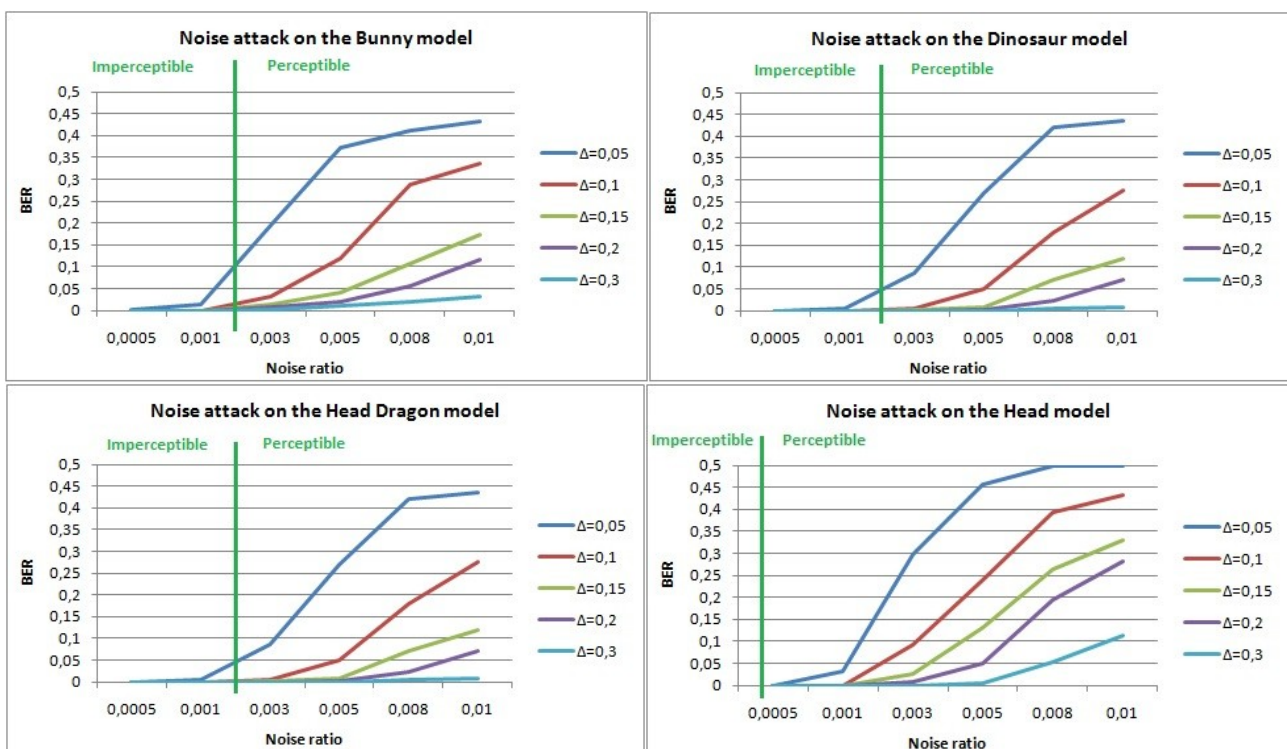 Noise attack on the Bunny model
Imperceptible Perceptible
0,5
0,45
0,4
0,35
0,3
0,25
0,2
0,15
0,1
0,05
0
BER
0,0005 0,001 0,003 0,005 0,008 0,01
Noise ratio
Δ=0,05
Δ=0,1
Δ=0,15
Δ=0,2
Δ=0,3
Noise attack on the Dinosaur model
Imperceptible Perceptible
0,5
0,45
0,4
0,35
0,3
0,25
0,2
0,15
0,1
0,05
0
BER
0,0005 0,001 0,003 0,005 0,008 0,01
Noise ratio
Δ=0,05
Δ=0,1
Δ=0,15
Δ=0,2
Δ=0,3
Noise attack on the Head Dragon model
Imperceptible Perceptible
0,5
0,45
0,4
0,35
0,3
0,25
0,2
0,15
0,1
0,05
0
BER
0,0005 0,001 0,003 0,005 0,008 0,01
Noise ratio
Δ=0,05
Δ=0,1
Δ=0,15
Δ=0,2
Δ=0,3
Noise attack on the Head model
Imperceptible Perceptible
0,5
0,45
0,4
0,35
0,3
0,25
0,2
0,15
0,1
0,05
0
BER
0,0005 0,001 0,003 0,005 0,008 0,01
Noise ratio
Δ=0,05
Δ=0,1
Δ=0,15
Δ=0,2
Δ=0,3